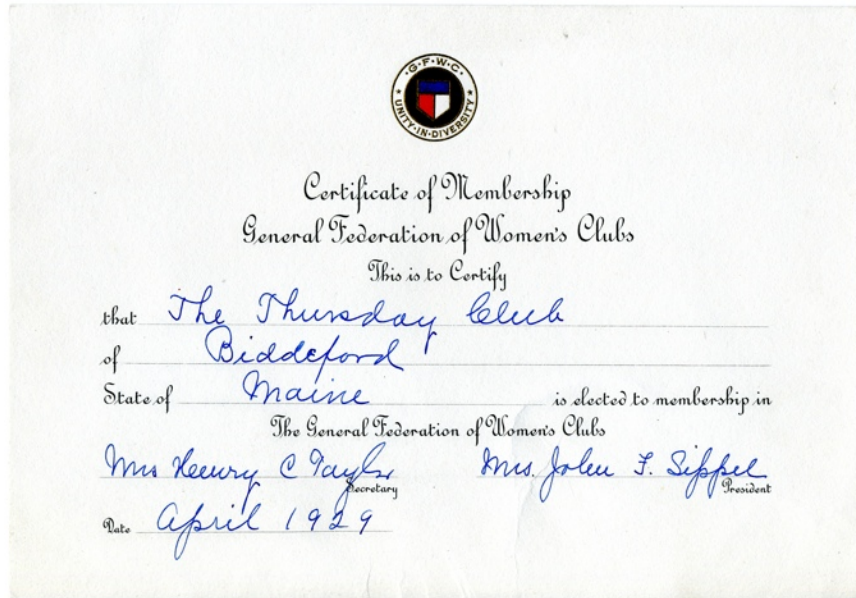 ·G·F·W·C·
UNITY·IN·DIVERSITY
Certificate of Membership
General Federation of Women's Clubs
This is to Certify
that The Thursday Club
of Biddeford
State of Maine is elected to membership in
The General Federation of Women's Clubs
Mrs Henry C Taylor Mrs. John F. Sippel
Secretary President
Date April 1929